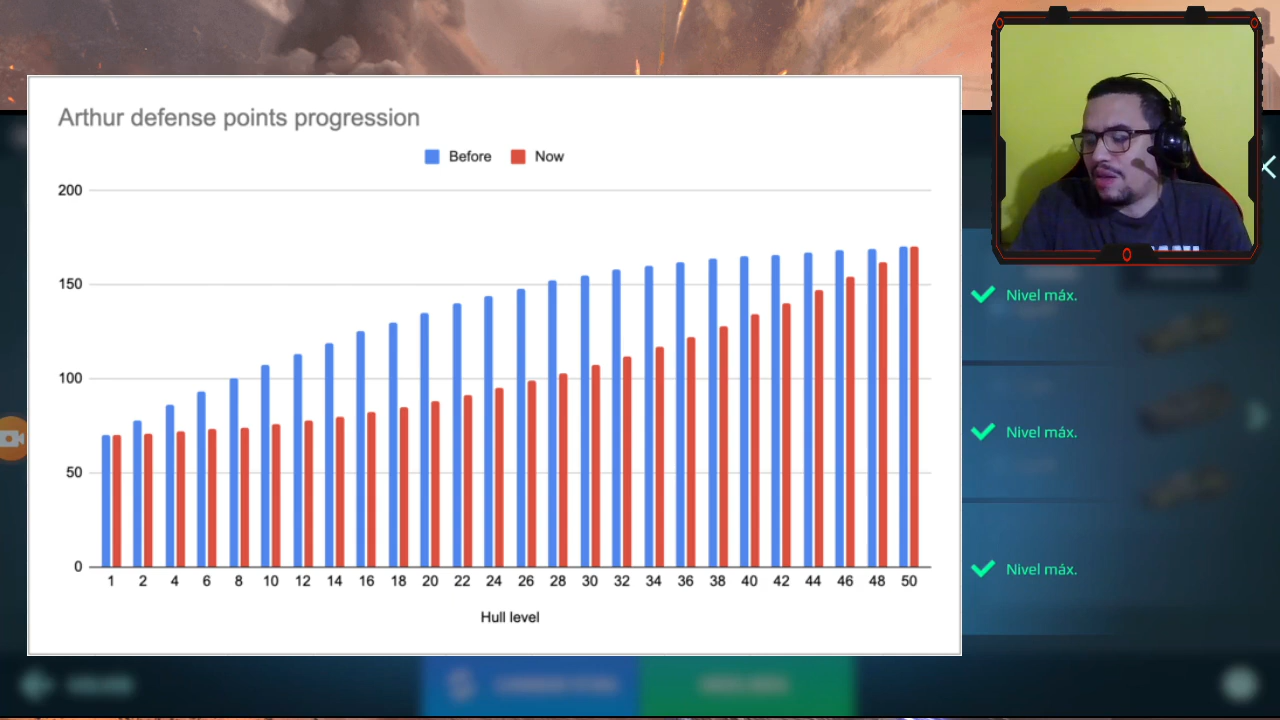 Arthur defense points progression
Before Now
200
150
100
50
0
1 2 4 6 8 10 12 14 16 18 20 22 24 26 28 30 32 34 36 38 40 42 44 46 48 50
Hull level
Nivel máx.
Nivel máx.
Nivel máx.